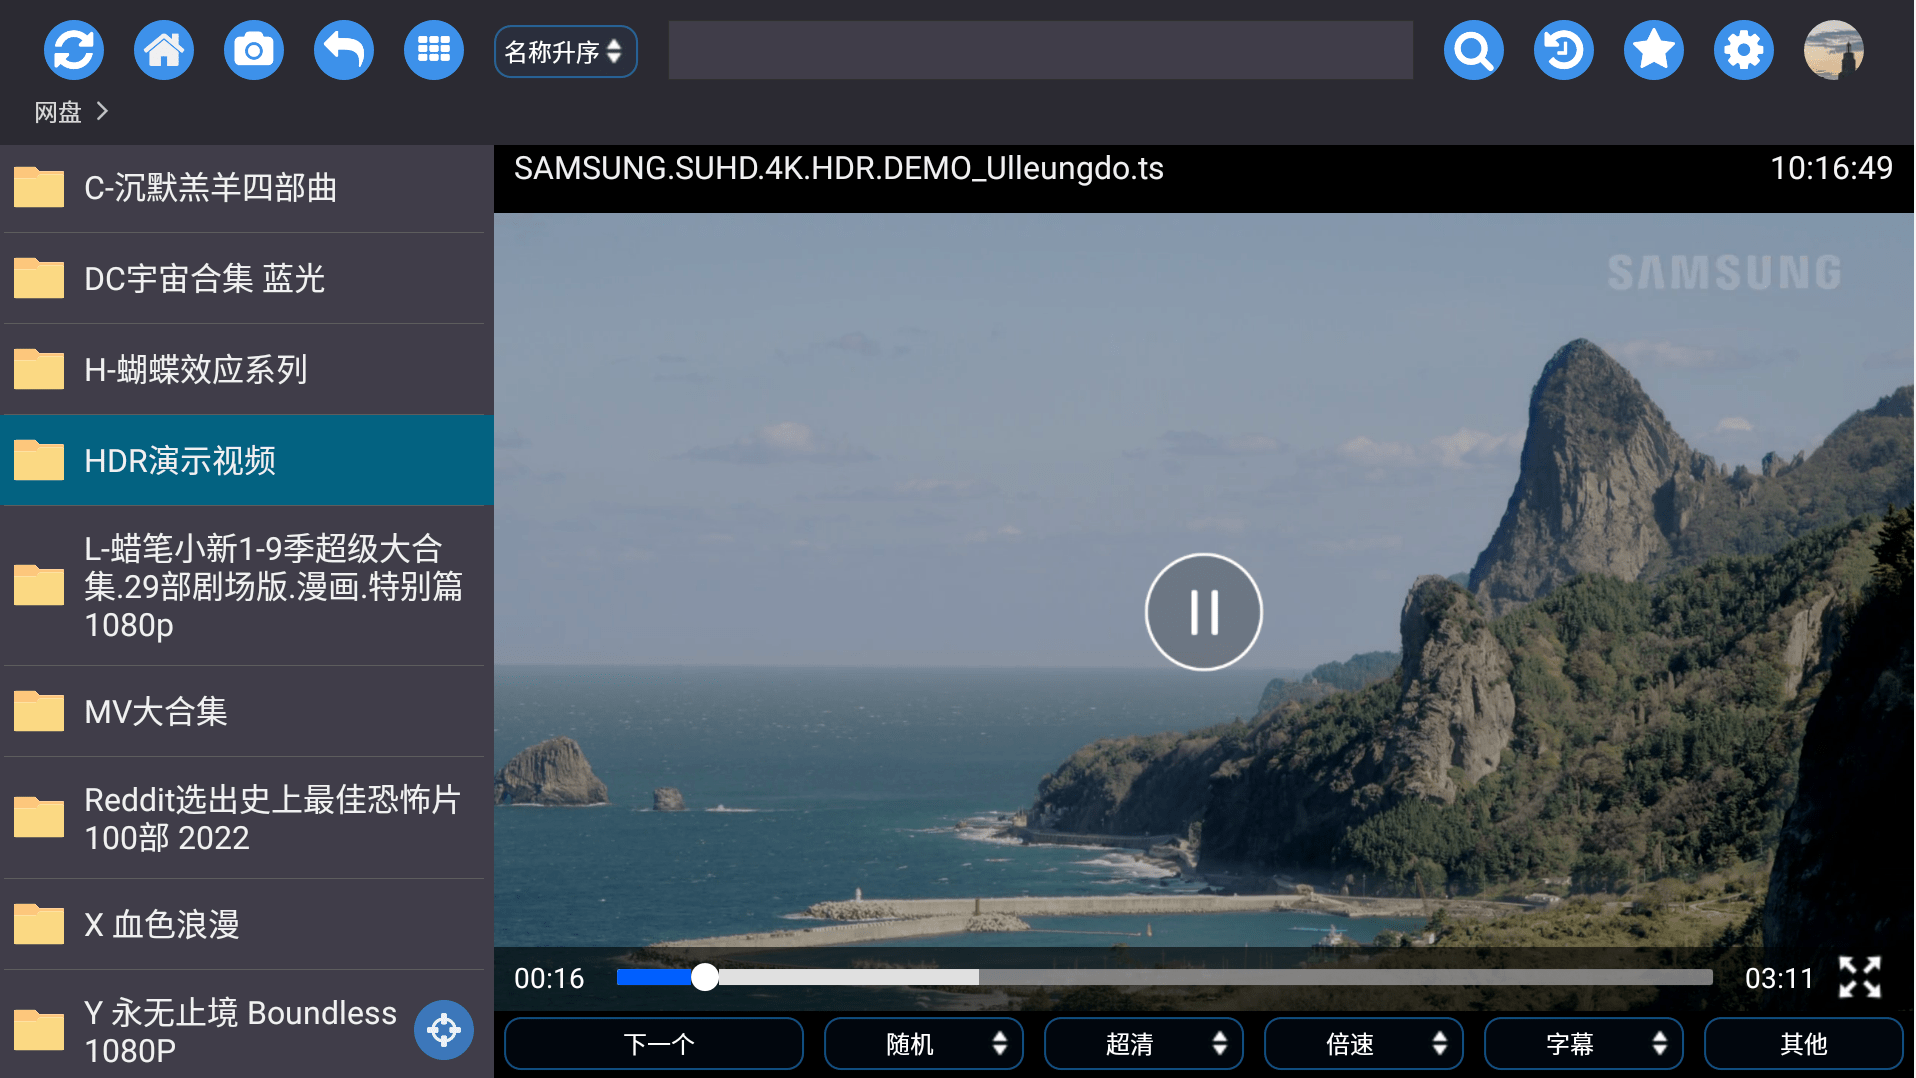 名称升序
网盘
C-沉默羔羊四部曲
DC宇宙合集 蓝光
H-蝴蝶效应系列
HDR演示视频
L-蜡笔小新1-9季超级大合
集.29部剧场版.漫画.特别篇
1080p
MV大合集
Reddit选出史上最佳恐怖片
100部 2022
X 血色浪漫
Y 永无止境 Boundless
1080P
SAMSUNG.SUHD.4K.HDR.DEMO_Ulleungdo.ts
10:16:49
SAMSUNG
00:16
03:11
下一个
随机
超清
倍速
字幕
其他